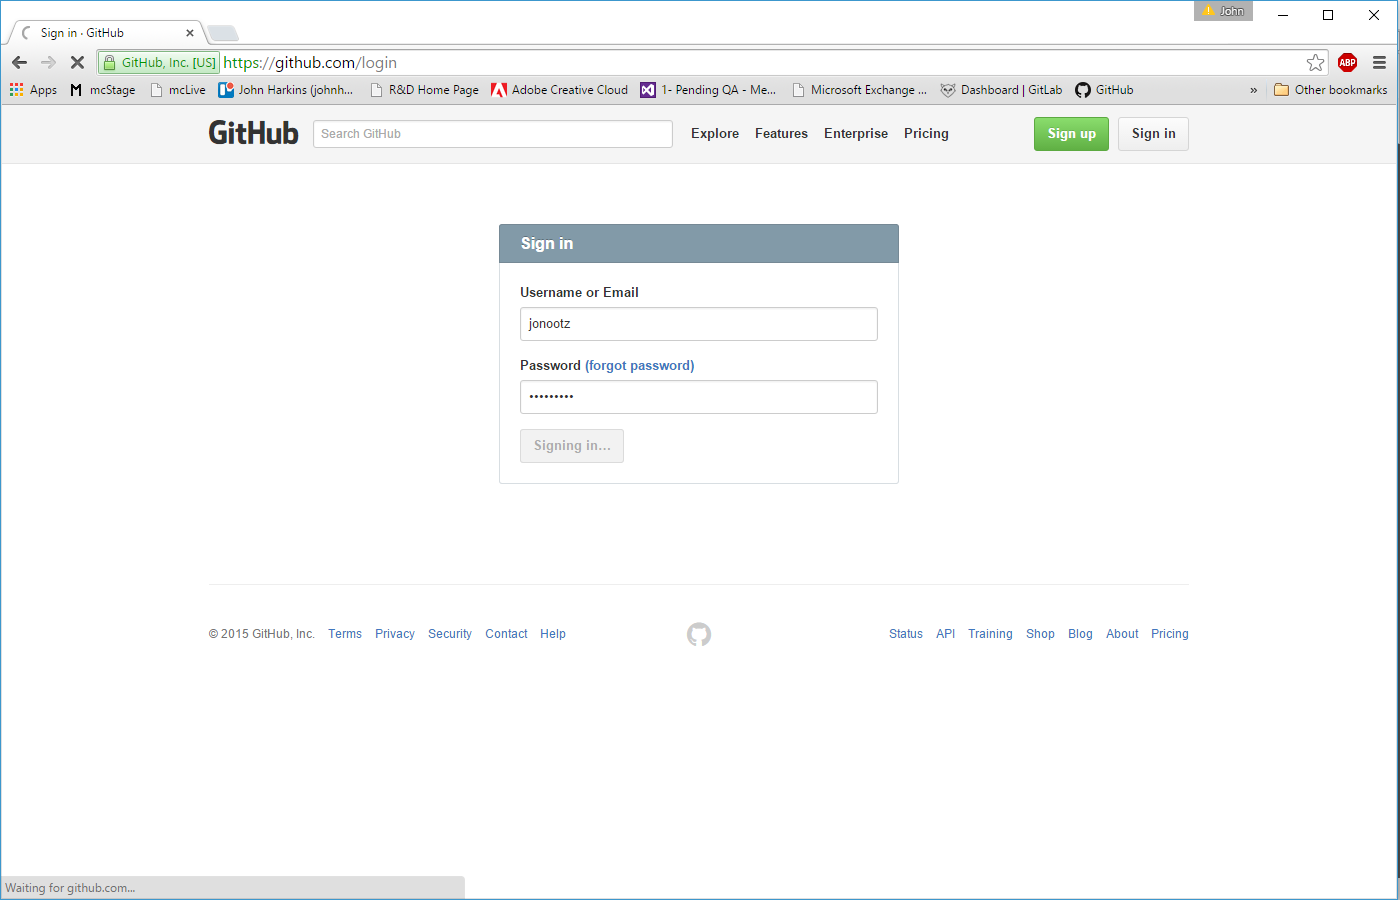 John
Sign in · GitHub
GitHub, Inc. [US] https://github.com/login
ABP
Apps mcStage mcLive John Harkins (johnh... R&D Home Page Adobe Creative Cloud 1- Pending QA - Me... Microsoft Exchange ... Dashboard | GitLab GitHub » Other bookmarks
GitHub Search GitHub Explore Features Enterprise Pricing Sign up Sign in
Sign in
Username or Email
jonootz
Password (forgot password)
•••••••••
Signing in...
© 2015 GitHub, Inc. Terms Privacy Security Contact Help Status API Training Shop Blog About Pricing
Waiting for github.com...